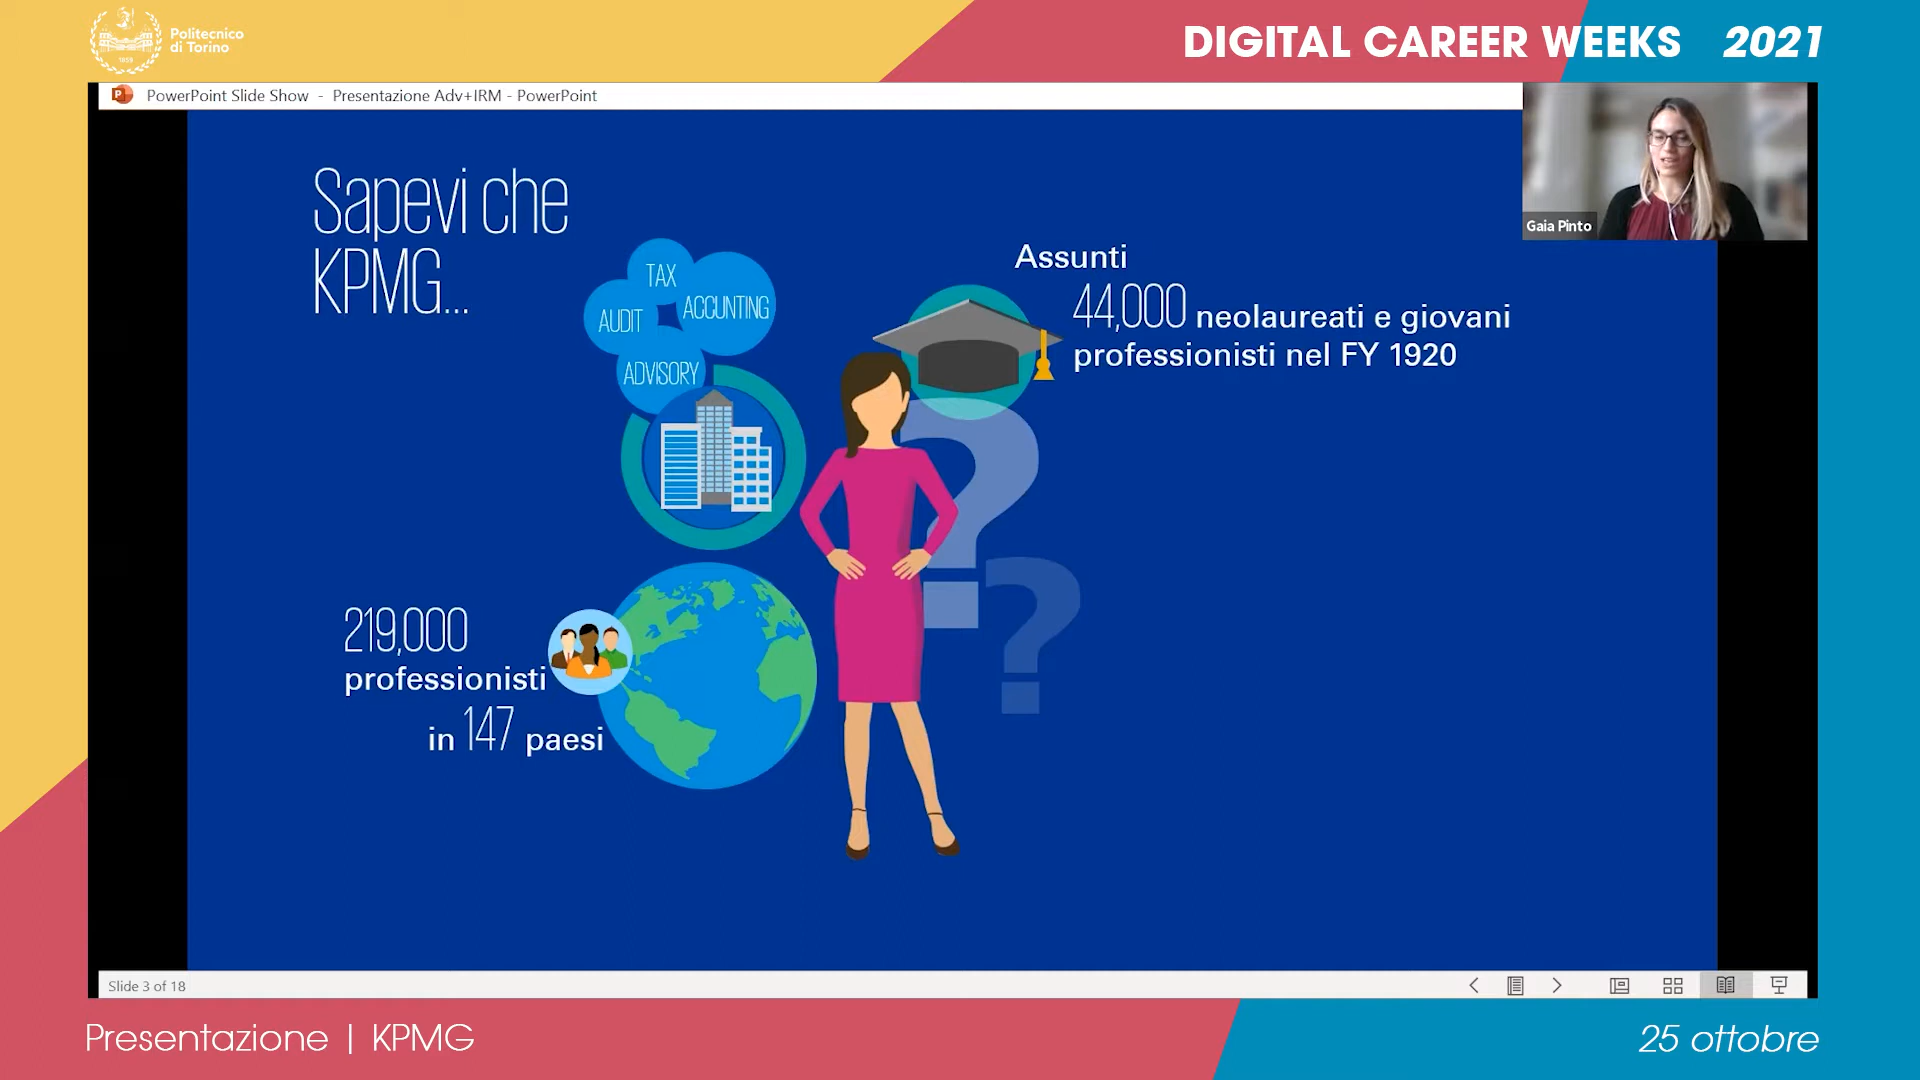 Politecnico
di Torino
DIGITAL CAREER WEEKS 2021
PowerPoint Slide Show - Presentazione Adv+IRM - PowerPoint
Gaia Pinto
Sapevi che
KPMG...
TAX
ACCUNTING
AUDIT
ADVISORY
Assunti
44,000 neolaureati e giovani
professionisti nel FY 1920
219,000
professionisti
in 147 paesi
Slide 3 of 18
Presentazione | KPMG
25 ottobre